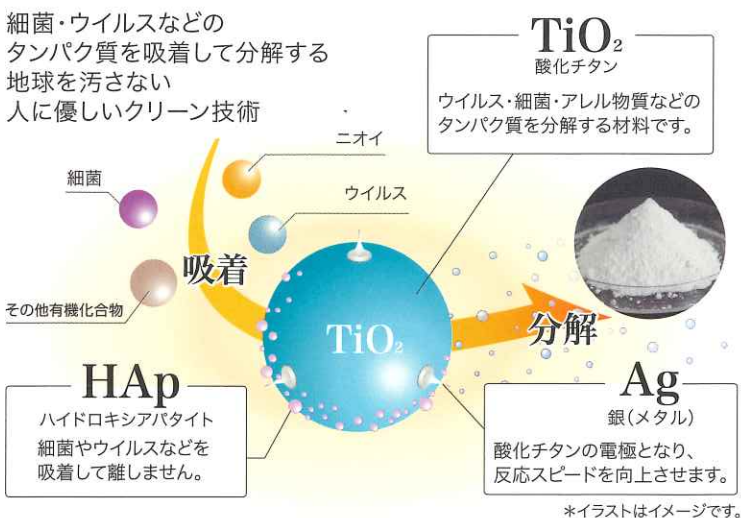 細菌・ウイルスなどの
タンパク質を吸着して分解する
地球を汚さない
人に優しいクリーン技術
TiO₂
酸化チタン
ウイルス・細菌・アレル物質などの
タンパク質を分解する材料です。
ニオイ
細菌
ウイルス
吸着
その他有機化合物
TiO₂
分解
HAp
ハイドロキシアパタイト
細菌やウイルスなどを
吸着して離しません。
Ag
銀(メタル)
酸化チタンの電極となり、
反応スピードを向上させます。
＊イラストはイメージです。